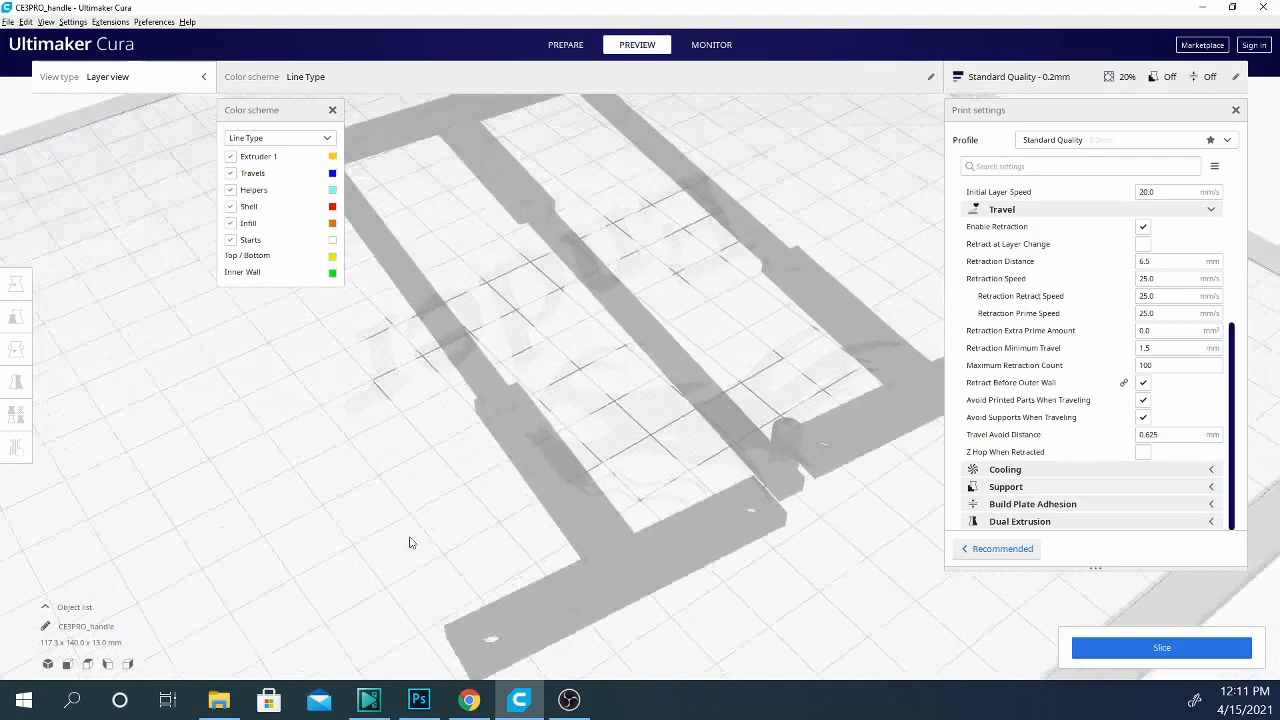 CE3PRO_handle - Ultimaker Cura
File Edit View Settings Extensions Preferences Help
Ultimaker Cura
PREPARE
PREVIEW
MONITOR
Marketplace
Sign in
View type Layer view
Color scheme Line Type
Standard Quality - 0.2mm
20%
Off
Off
Color scheme
Line Type
Extruder 1
Travels
Helpers
Shell
Infill
Starts
Top / Bottom
Inner Wall
Print settings
Profile
Standard Quality 0.2mm
Search settings
Initial Layer Speed 20.0 mm/s
Travel
Enable Retraction
Retract at Layer Change
Retraction Distance 6.5 mm
Retraction Speed 25.0 mm/s
Retraction Retract Speed 25.0 mm/s
Retraction Prime Speed 25.0 mm/s
Retraction Extra Prime Amount 0.0 mm³
Retraction Minimum Travel 1.5 mm
Maximum Retraction Count 100
Retract Before Outer Wall
Avoid Printed Parts When Traveling
Avoid Supports When Traveling
Travel Avoid Distance 0.625 mm
Z Hop When Retracted
Cooling
Support
Build Plate Adhesion
Dual Extrusion
Recommended
Object list
CE3PRO_handle
117.3 x 140.0 x 13.0 mm
Slice
Ps
12:11 PM
4/15/2021